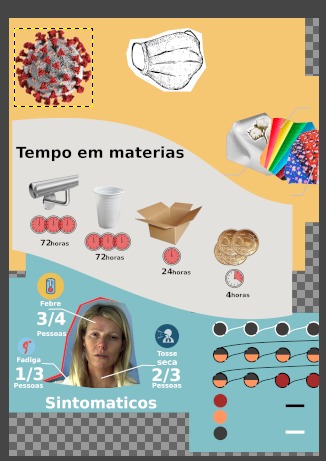 Tempo em materias
72horas
72horas
24horas
4horas
Febre
3/4
Pessoas
Fadiga
1/3
Pessoas
Tosse
seca
2/3
Pessoas
Sintomaticos